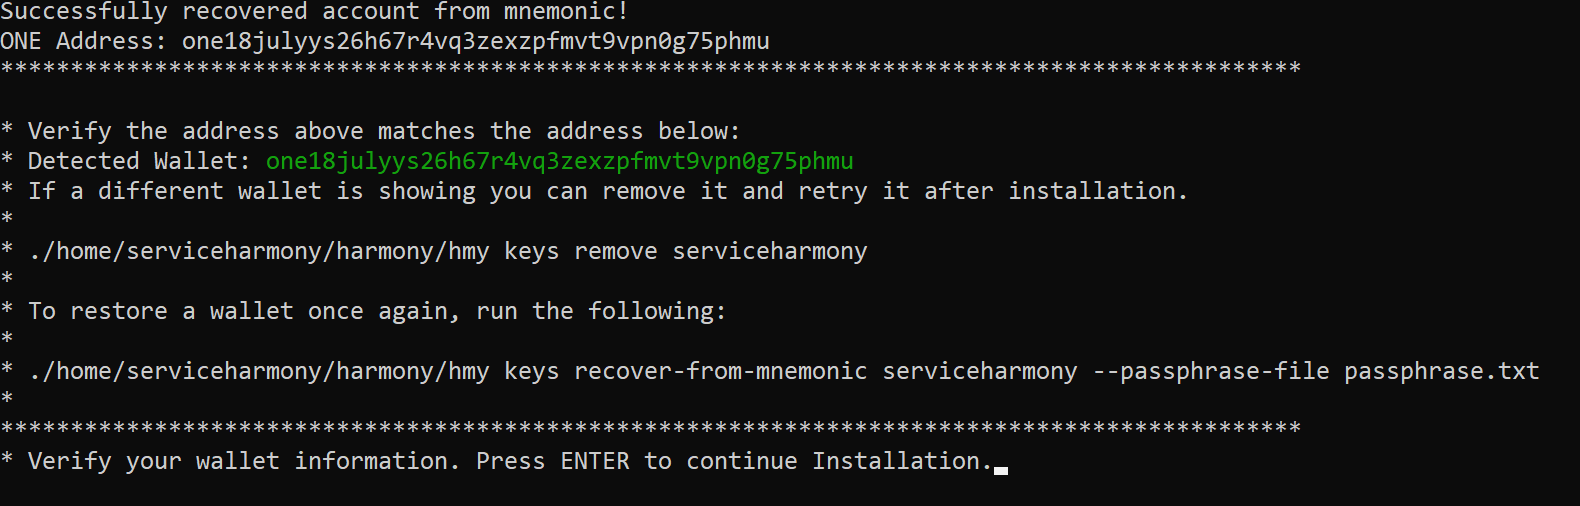 Successfully recovered account from mnemonic!
ONE Address: one18julyys26h67r4vq3zexzpfmvt9vpn0g75phmu
*********************************************************************************************

* Verify the address above matches the address below:
* Detected Wallet: one18julyys26h67r4vq3zexzpfmvt9vpn0g75phmu
* If a different wallet is showing you can remove it and retry it after installation.
*
* ./home/serviceharmony/harmony/hmy keys remove serviceharmony
*
* To restore a wallet once again, run the following:
*
* ./home/serviceharmony/harmony/hmy keys recover-from-mnemonic serviceharmony --passphrase-file passphrase.txt
*
*********************************************************************************************
* Verify your wallet information. Press ENTER to continue Installation.